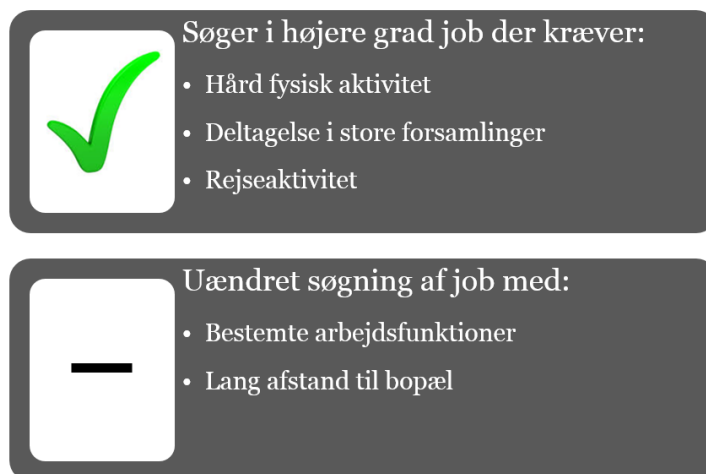 Søger i højere grad job der kræver:
• Hård fysisk aktivitet
• Deltagelse i store forsamlinger
• Rejseaktivitet
Uændret søgning af job med:
• Bestemte arbejdsfunktioner
• Lang afstand til bopæl